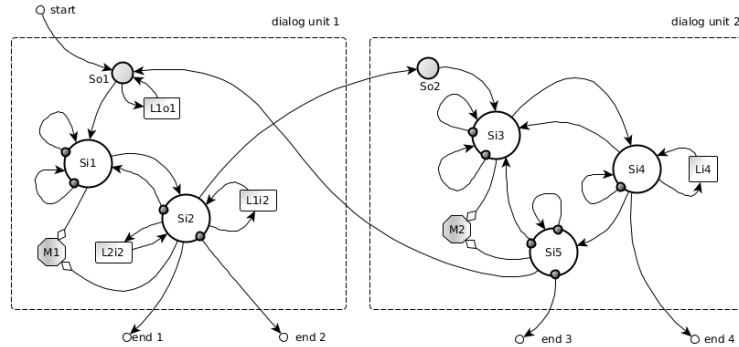 start
dialog unit 1
dialog unit 2
So1
L1o1
So2
Si3
Si1
Si4
Li4
Si2
L1i2
M1
L2i2
M2
Si5
end 1
end 2
end 3
end 4